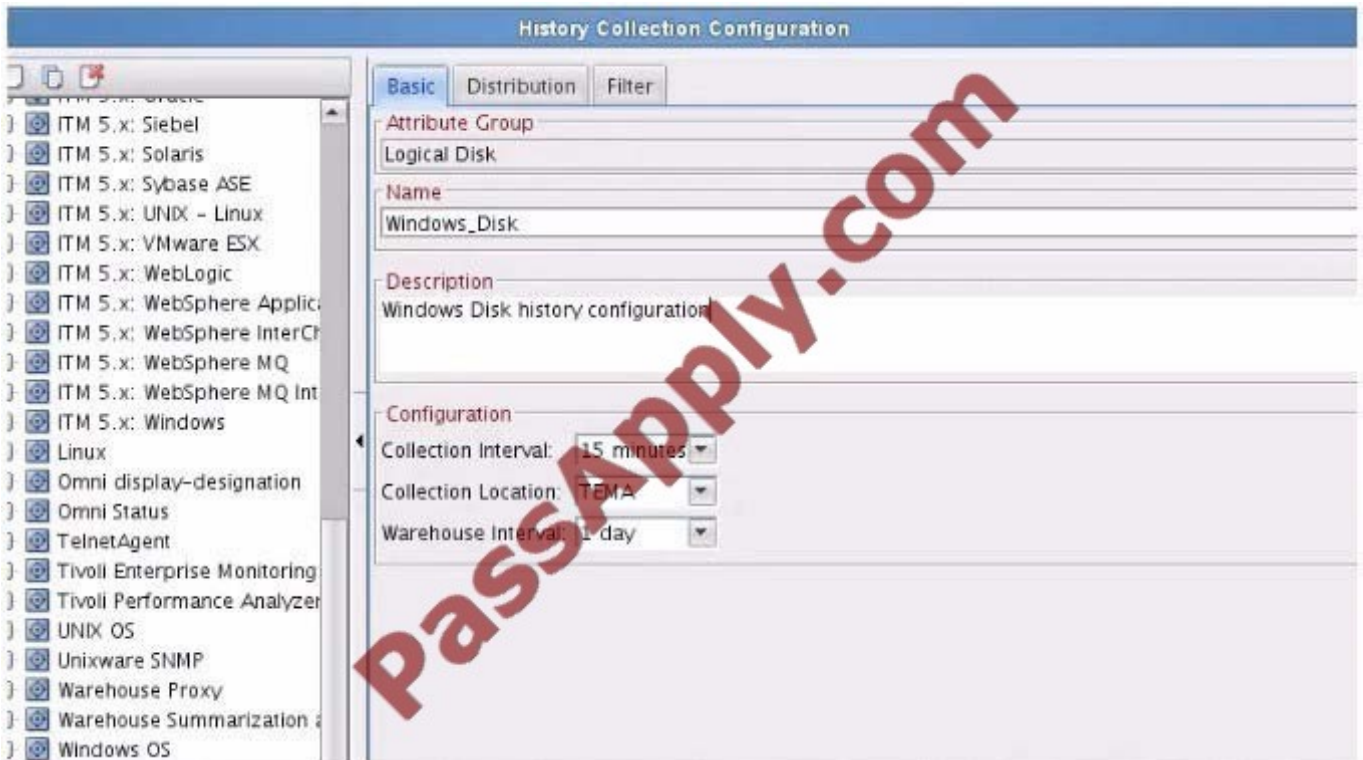 History Collection Configuration
ITM 5.x: Siebel
ITM 5.x: Solaris
ITM 5.x: Sybase ASE
ITM 5.x: UNIX - Linux
ITM 5.x: VMware ESX
ITM 5.x: WebLogic
ITM 5.x: WebSphere
ITM 5.x: WebSphere
ITM 5.x: WebSphere MQ
ITM 5.x: WebSphere MQ Int
ITM 5.x: Windows
Linux
Omni display-designation
Omni Status
TelnetAgent
Tivoli Enterprise Monitoring
Tivoli Performance Analyzer
UNIX OS
Unixware SNMP
Warehouse Proxy
Warehouse Summarization
Windows OS
Basic Distribution Filter
Attribute Group
Logical Disk
Name
Windows_Disk
Description
Windows Disk history configuration
Configuration
Collection Interval: 15 minutes
Collection Location: TEMA
Warehouse Interval: 1 day
PassApply.com